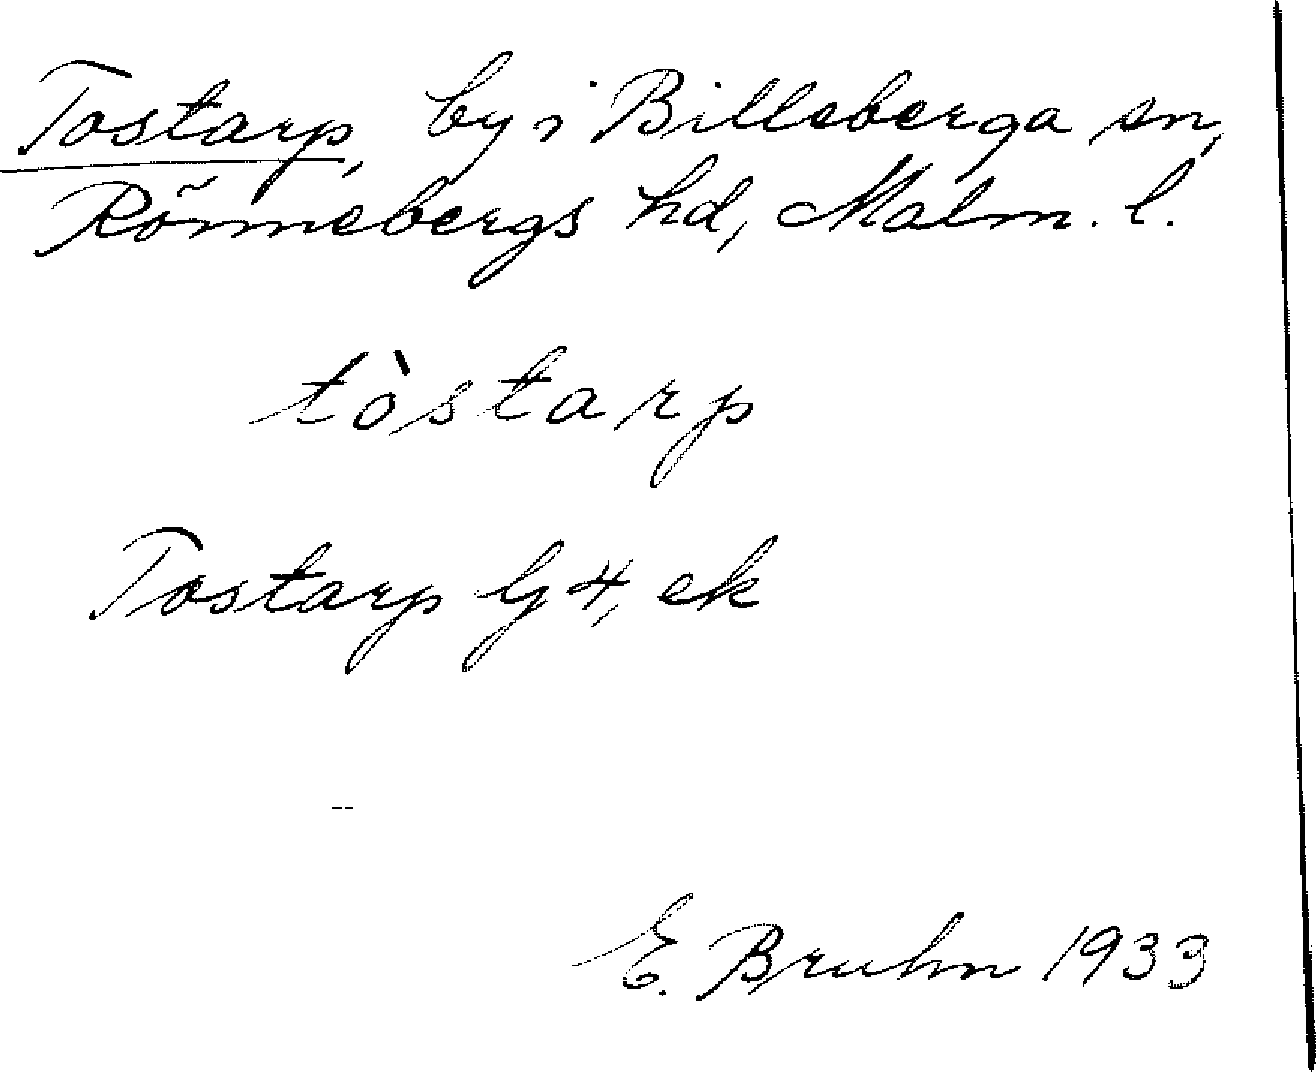 Tostarp, by i Billeberga sn,
Rönnebergs hd, Malm. l.
tòstarp
Tostarp G 4, ek
E. Bruhn 1933